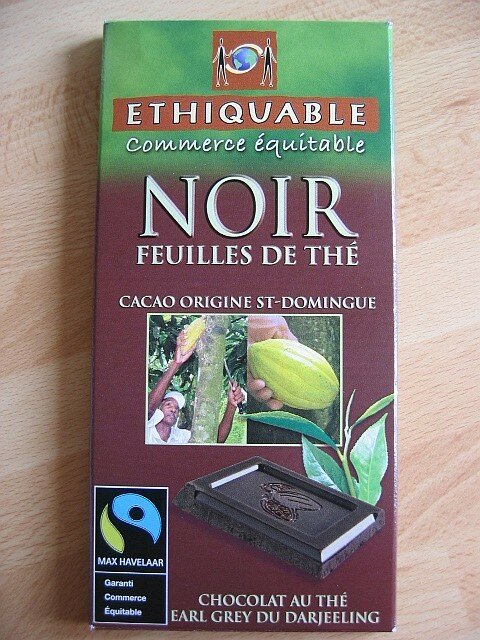 ETHIQUABLE
Commerce équitable
NOIR
FEUILLES DE THÉ
CACAO ORIGINE ST-DOMINGUE
MAX HAVELAAR
Garanti
Commerce
Équitable
CHOCOLAT AU THÉ
EARL GREY DU DARJEELING